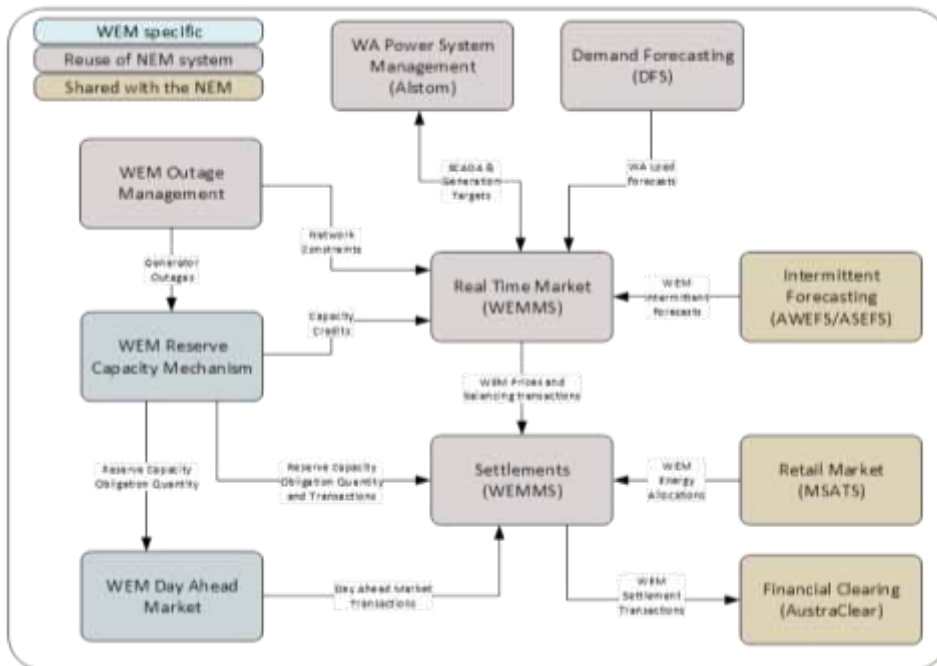 WEM specific
Reuse of NEM system
Shared with the NEM
WA Power System
Management
(Alstom)
Demand Forecasting
(DFS)
SCADA &
Generation
Targets
WA Load
Forecasts
WEM Outage
Management
Network
Constraints
Generator
Outages
Real Time Market
(WEMMS)
WEM
Intermittent
Forecasts
Intermittent
Forecasting
(AWEFS/ASEFS)
Capacity
Credits
WEM Reserve
Capacity Mechanism
WEM Prices and
Balancing transactions
Reserve Capacity
Obligation Quantity
Reserve Capacity
Obligation Quantity
and Transactions
Settlements
(WEMMS)
WEM
Energy
Allocations
Retail Market
(MSATS)
WEM Day Ahead
Market
Day Ahead Market
Transactions
WEM
Settlement
Transactions
Financial Clearing
(AustraClear)